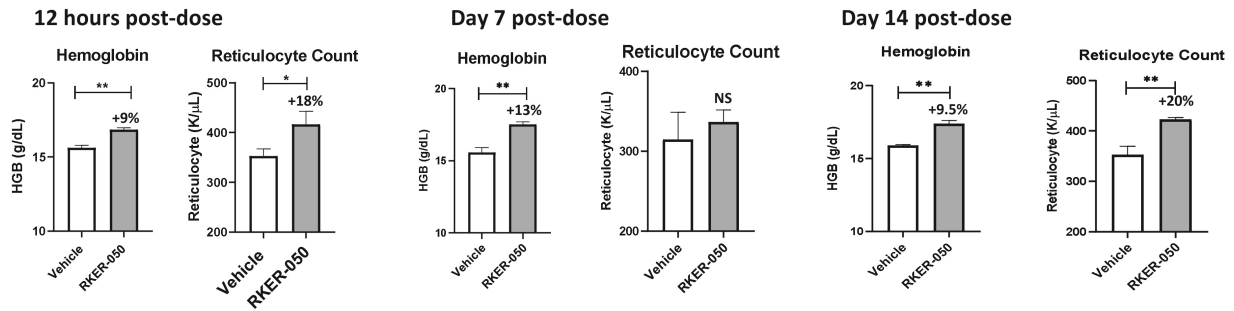 12 hours post-dose
Hemoglobin
HGB (g/dL)
20
15
10
**
+9%
Vehicle
RKER-050
Reticulocyte Count
Reticulocyte (K/μL)
500
400
300
200
*
+18%
Vehicle
RKER-050
Day 7 post-dose
Hemoglobin
HGB (g/dL)
20
15
10
**
+13%
Vehicle
RKER-050
Reticulocyte Count
Reticulocyte (K/μL)
400
300
200
NS
Vehicle
RKER-050
Day 14 post-dose
Hemoglobin
HGB (g/dL)
20
15
10
**
+9.5%
Vehicle
RKER-050
Reticulocyte Count
Reticulocyte (K/μL)
500
400
300
200
**
+20%
Vehicle
RKER-050